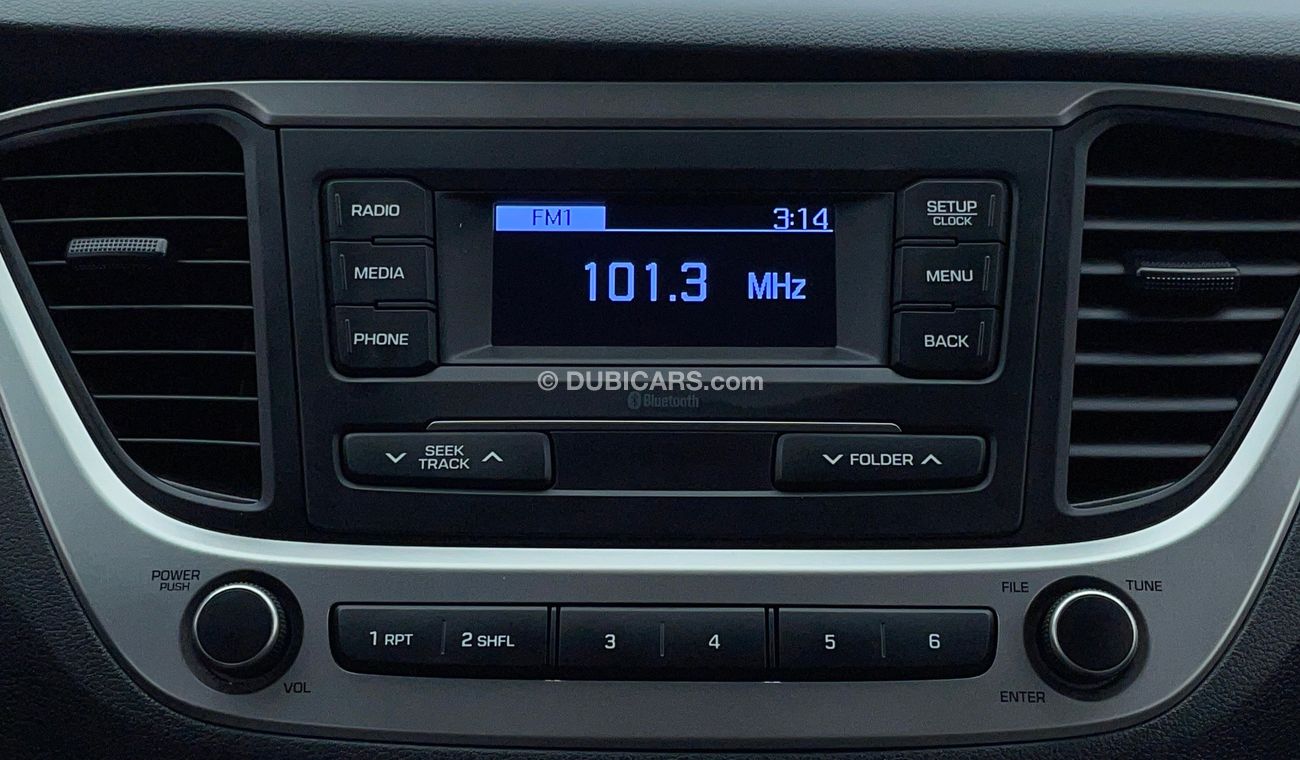 RADIO
MEDIA
PHONE
FM1 3:14
101.3 MHz
SETUP
CLOCK
MENU
BACK
© DUBICARS.com
Bluetooth
SEEK
TRACK
FOLDER
POWER
PUSH
VOL
1 RPT 2 SHFL 3 4 5 6
FILE TUNE
ENTER